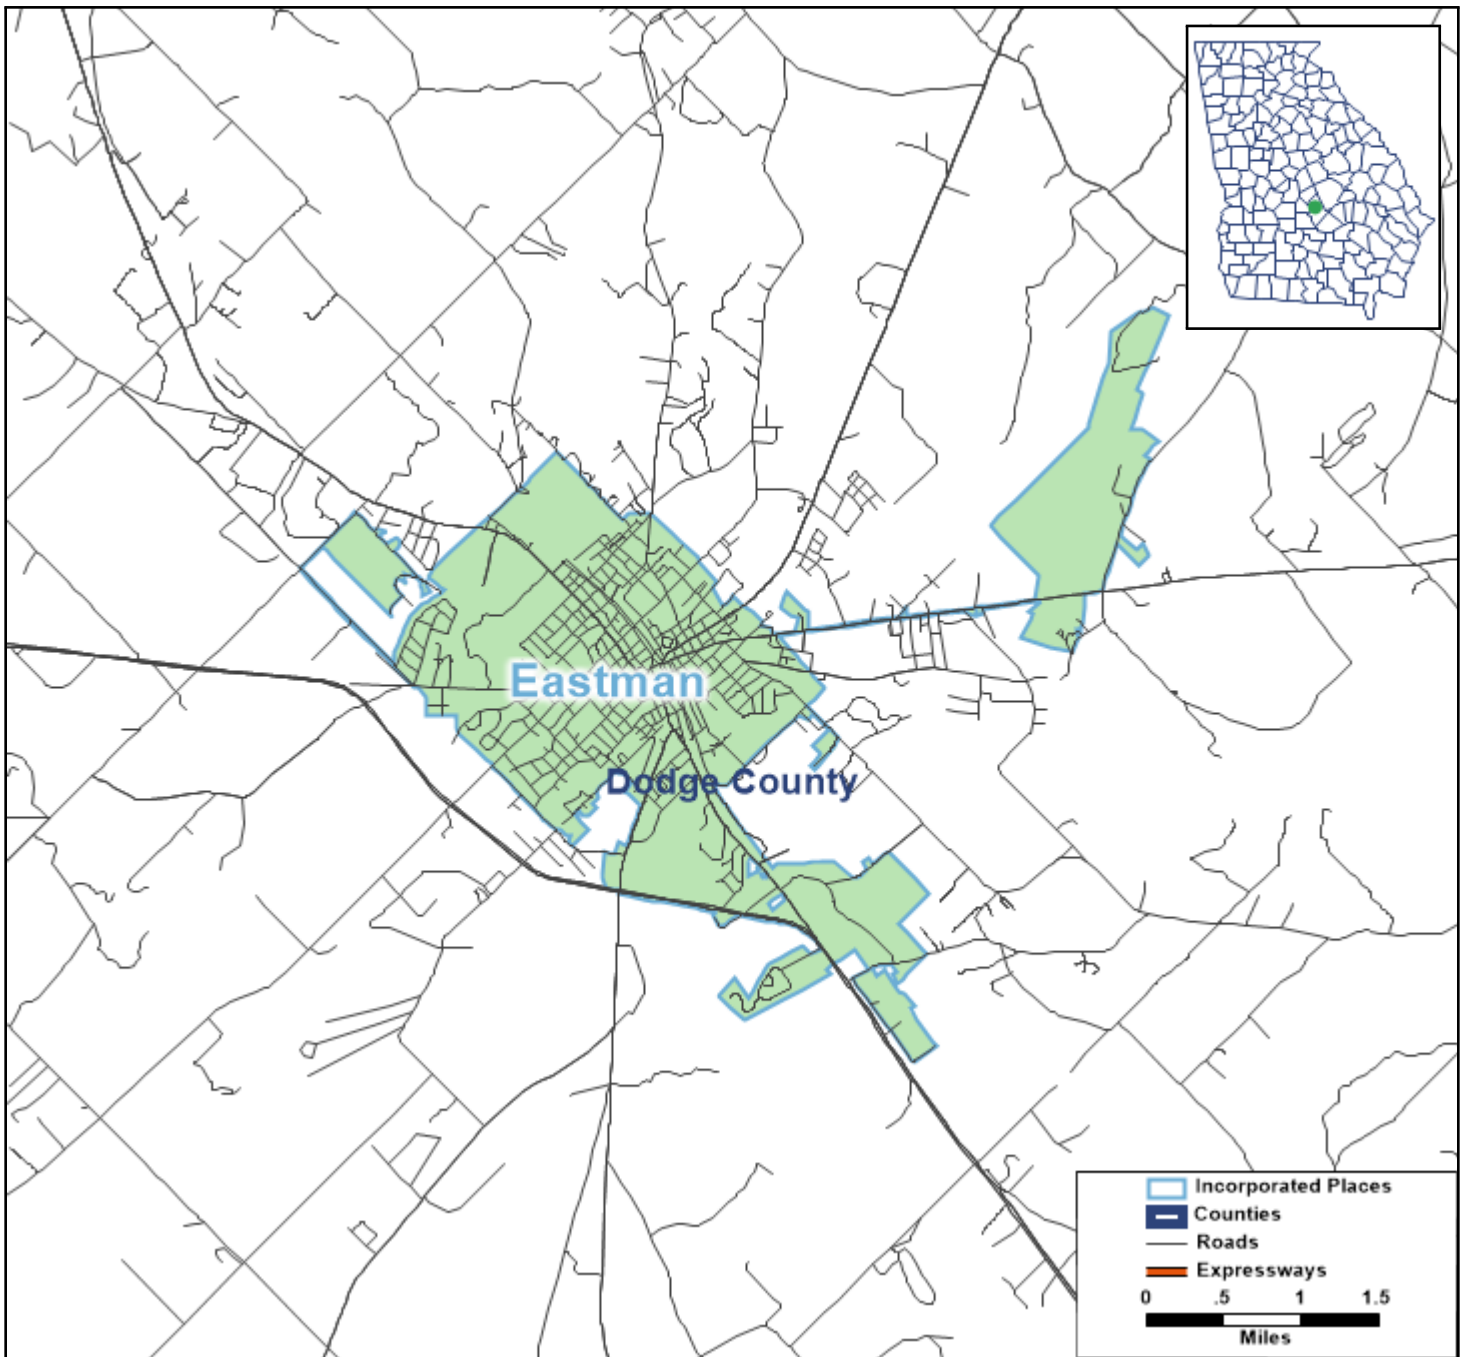 Eastman
Dodge County
Incorporated Places
Counties
Roads
Expressways
0 .5 1 1.5
Miles